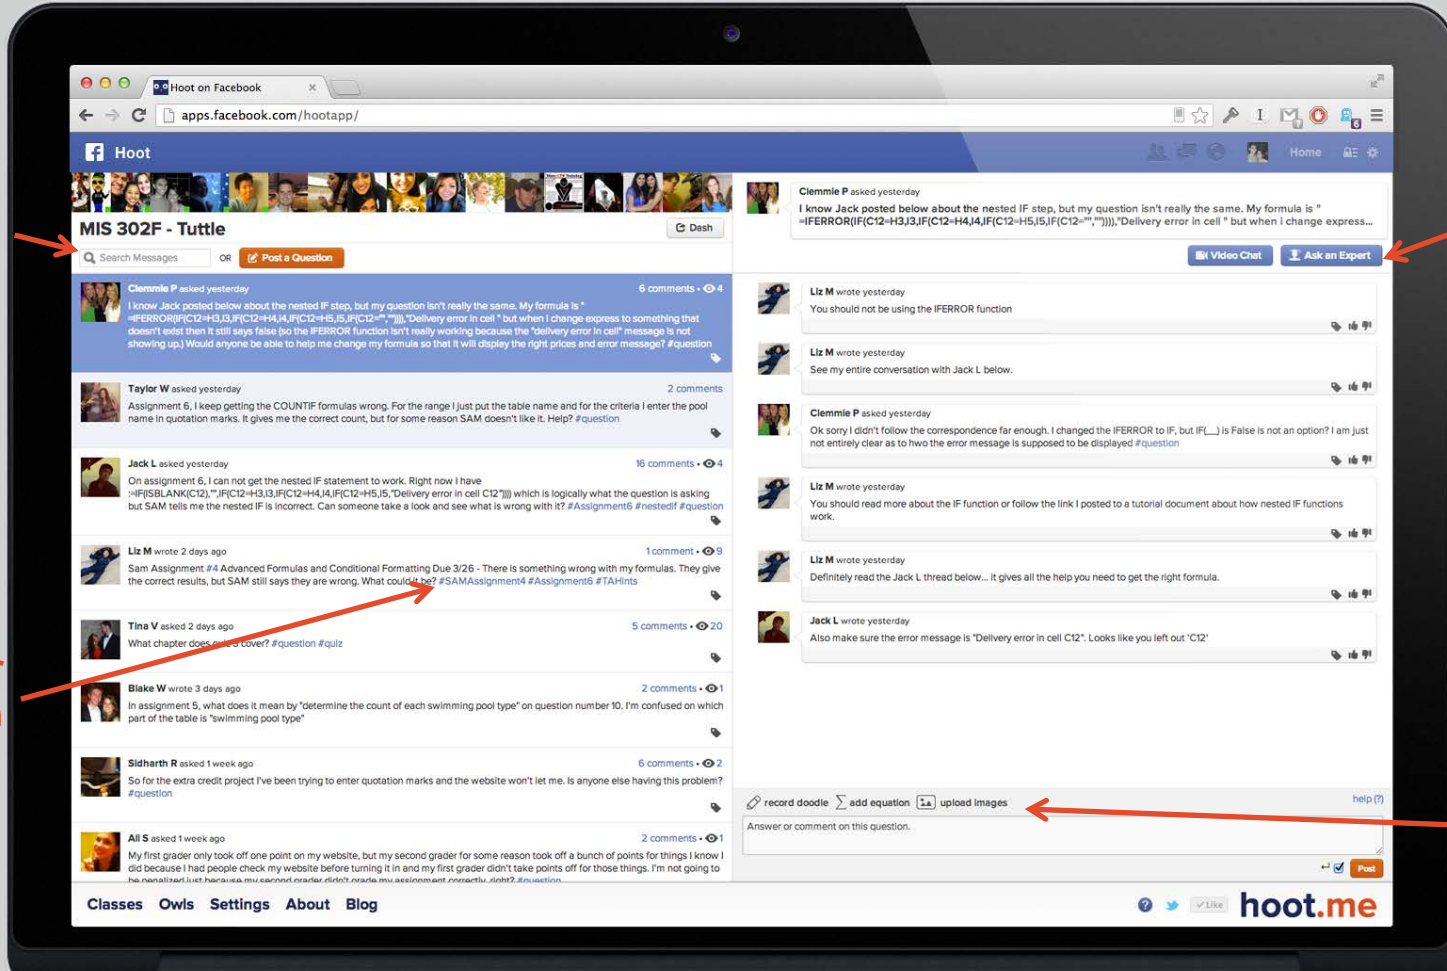 Hoot on Facebook
apps.facebook.com/hootapp/
6
Hoot
Home
MIS 302F - Tuttle
Dash
Search Messages
OR
Post a Question
Clemmie P asked yesterday
6 comments • 4
I know Jack posted below about the nested IF step, but my question isn't really the same. My formula is "
=IFERROR(IF(C12=H3,I3,IF(C12=H4,I4,IF(C12=H5,I5,IF(C12="","")))),"Delivery error in cell " but when I change express to something that
doesn't exist then it still says false (so the IFERROR function isn't really working because the "delivery error in cell" message is not
showing up.) Would anyone be able to help me change my formula so that it will display the right prices and error message? #question
Taylor W asked yesterday
2 comments
Assignment 6, I keep getting the COUNTIF formulas wrong. For the range I just put the table name and for the criteria I enter the pool
name in quotation marks. It gives me the correct count, but for some reason SAM doesn't like it. Help? #question
Jack L asked yesterday
16 comments • 4
On assignment 6, I can not get the nested IF statement to work. Right now I have
:=IF(ISBLANK(C12),"",IF(C12=H3,I3,IF(C12=H4,I4,IF(C12=H5,I5,"Delivery error in cell C12")))) which is logically what the question is asking
but SAM tells me the nested IF is incorrect. Can someone take a look and see what is wrong with it? #Assignment6 #nestedif #question
Liz M wrote 2 days ago
1 comment • 9
Sam Assignment #4 Advanced Formulas and Conditional Formatting Due 3/26 - There is something wrong with my formulas. They give
the correct results, but SAM still says they are wrong. What could it be? #SAMAssignment4 #Assignment6 #TAHints
Tina V asked 2 days ago
5 comments • 20
What chapter does cover? #question #quiz
Blake W wrote 3 days ago
2 comments • 1
In assignment 5, what does it mean by "determine the count of each swimming pool type" on question number 10. I'm confused on which
part of the table is "swimming pool type"
Sidharth R asked 1 week ago
6 comments • 2
So for the extra credit project I've been trying to enter quotation marks and the website won't let me. Is anyone else having this problem?
#question
Ali S asked 1 week ago
2 comments • 1
My first grader only took off one point on my website, but my second grader for some reason took off a bunch of points for things I know I
did because I had people check my website before turning it in and my first grader didn't take points off for those things. I'm not going to
be penalized just because my second grader didn't grade my assignment correctly, right? #question
Clemmie P asked yesterday
I know Jack posted below about the nested IF step, but my question isn't really the same. My formula is "
=IFERROR(IF(C12=H3,I3,IF(C12=H4,I4,IF(C12=H5,I5,IF(C12="","")))),"Delivery error in cell " but when i change express...
Video Chat
Ask an Expert
Liz M wrote yesterday
You should not be using the IFERROR function
Liz M wrote yesterday
See my entire conversation with Jack L below.
Clemmie P asked yesterday
Ok sorry I didn't follow the correspondence far enough. I changed the IFERROR to IF, but IF(__) is False is not an option? I am just
not entirely clear as to hwo the error message is supposed to be displayed #question
Liz M wrote yesterday
You should read more about the IF function or follow the link I posted to a tutorial document about how nested IF functions
work.
Liz M wrote yesterday
Definitely read the Jack L thread below... it gives all the help you need to get the right formula.
Jack L wrote yesterday
Also make sure the error message is "Delivery error in cell C12". Looks like you left out 'C12'
record doodle
add equation
upload images
help (?)
Answer or comment on this question.
Post
Classes Owls Settings About Blog
Like
hoot.me